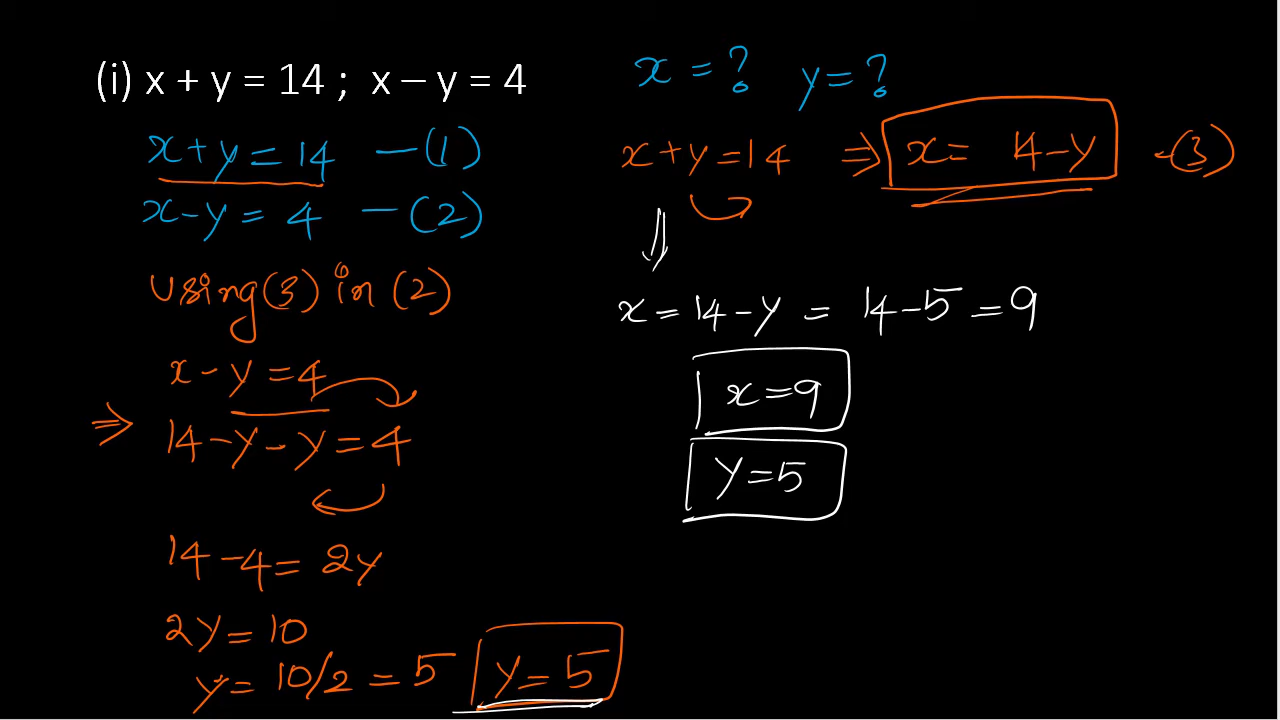 (i) x + y = 14 ; x – y = 4
x + y = 14 — (1)
x - y = 4 — (2)
Using (3) in (2)
x - y = 4
⇒ 14 - y - y = 4
14 - 4 = 2y
2y = 10
y = 10/2 = 5 y = 5
x = ? y = ?
x + y = 14 ⇒ x = 14 - y - (3)
⇓
x = 14 - y = 14 - 5 = 9
x = 9
y = 5